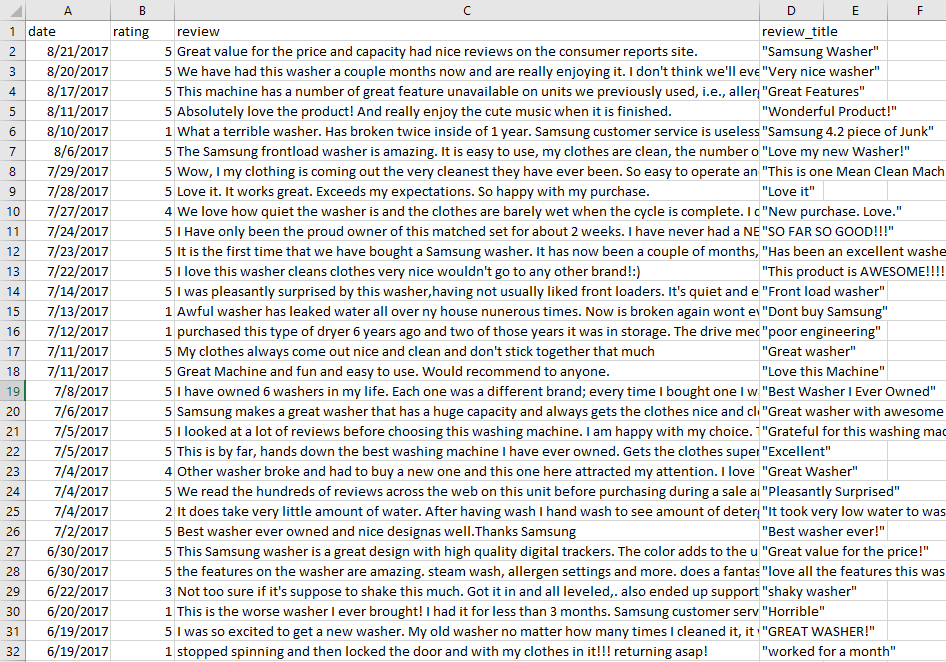 A B C D E F
1 date rating review review_title
2 8/21/2017 5 Great value for the price and capacity had nice reviews on the consumer reports site. "Samsung Washer"
3 8/20/2017 5 We have had this washer a couple months now and are really enjoying it. I don't think we'll eve "Very nice washer"
4 8/17/2017 5 This machine has a number of great feature unavailable on units we previously used, i.e., allerg "Great Features"
5 8/11/2017 5 Absolutely love the product! And really enjoy the cute music when it is finished. "Wonderful Product!"
6 8/10/2017 1 What a terrible washer. Has broken twice inside of 1 year. Samsung customer service is useless "Samsung 4.2 piece of Junk"
7 8/6/2017 5 The Samsung frontload washer is amazing. It is easy to use, my clothes are clean, the number o "Love my new Washer!"
8 7/29/2017 5 Wow, I my clothing is coming out the very cleanest they have ever been. So easy to operate an "This is one Mean Clean Mach
9 7/28/2017 5 Love it. It works great. Exceeds my expectations. So happy with my purchase. "Love it"
10 7/27/2017 4 We love how quiet the washer is and the clothes are barely wet when the cycle is complete. I "New purchase. Love."
11 7/24/2017 5 I Have only been the proud owner of this matched set for about 2 weeks. I have never had a NE "SO FAR SO GOOD!!!"
12 7/23/2017 5 It is the first time that we have bought a Samsung washer. It has now been a couple of months, "Has been an excellent washe
13 7/22/2017 5 I love this washer cleans clothes very nice wouldn't go to any other brand!:) "This product is AWESOME!!!!
14 7/14/2017 5 I was pleasantly surprised by this washer,having not usually liked front loaders. It's quiet and e "Front load washer"
15 7/13/2017 1 Awful washer has leaked water all over ny house nunerous times. Now is broken again wont "Dont buy Samsung"
16 7/12/2017 1 purchased this type of dryer 6 years ago and two of those years it was in storage. The drive med "poor engineering"
17 7/11/2017 5 My clothes always come out nice and clean and don't stick together that much "Great washer"
18 7/11/2017 5 Great Machine and fun and easy to use. Would recommend to anyone. "Love this Machine"
19 7/8/2017 5 I have owned 6 washers in my life. Each one was a different brand; every time I bought one I w "Best Washer I Ever Owned"
20 7/6/2017 5 Samsung makes a great washer that has a huge capacity and always gets the clothes nice and "Great washer with awesome
21 7/5/2017 5 I looked at a lot of reviews before choosing this washing machine. I am happy with my choice. "Grateful for this washing mac
22 7/5/2017 5 This is by far, hands down the best washing machine I have ever owned. Gets the clothes super "Excellent"
23 7/4/2017 4 Other washer broke and had to buy a new one and this one here attracted my attention. I love "Great Washer"
24 7/4/2017 5 We read the hundreds of reviews across the web on this unit before purchasing during a sale a "Pleasantly Surprised"
25 7/4/2017 2 It does take very little amount of water. After having wash I hand wash to see amount of deterg "It took very low water to was
26 7/2/2017 5 Best washer ever owned and nice designas well.Thanks Samsung "Best washer ever!"
27 6/30/2017 5 This Samsung washer is a great design with high quality digital trackers. The color adds to the u "Great value for the price!"
28 6/30/2017 5 the features on the washer are amazing. steam wash, allergen settings and more. does a fantas "love all the features this was
29 6/22/2017 3 Not too sure if it's suppose to shake this much. Got it in and all leveled,. also ended up support "shaky washer"
30 6/20/2017 1 This is the worse washer I ever brought! I had it for less than 3 months. Samsung customer serv "Horrible"
31 6/19/2017 5 I was so excited to get a new washer. My old washer no matter how many times I cleaned it, it "GREAT WASHER!"
32 6/19/2017 1 stopped spinning and then locked the door and with my clothes in it!!! returning asap! "worked for a month"